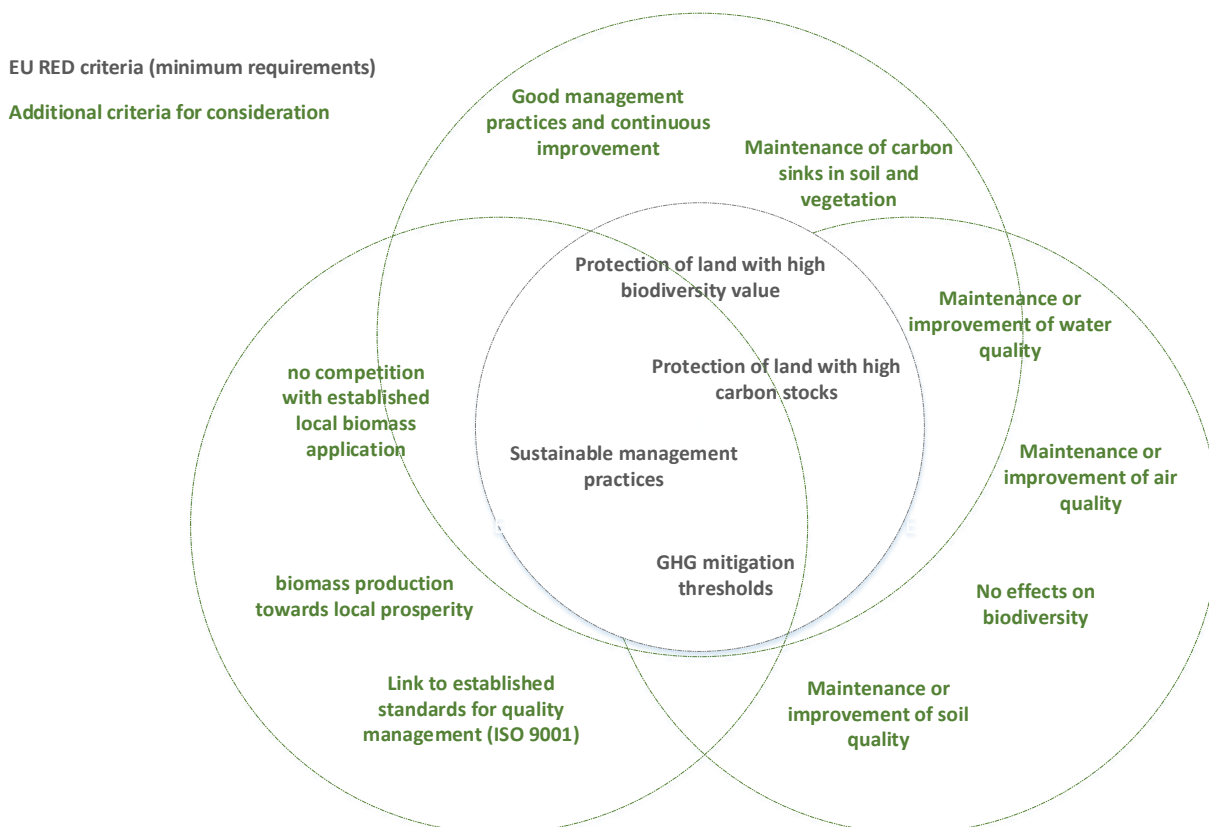 EU RED criteria (minimum requirements)
Additional criteria for consideration
Good management
practices and continuous
improvement
Maintenance of carbon
sinks in soil and
vegetation
Protection of land with high
biodiversity value
Maintenance or
improvement of water
quality
no competition
with established
local biomass
application
Protection of land with high
carbon stocks
Sustainable management
practices
Maintenance or
improvement of air
quality
GHG mitigation
thresholds
biomass production
towards local prosperity
No effects on
biodiversity
Link to established
standards for quality
management (ISO 9001)
Maintenance or
improvement of soil
quality